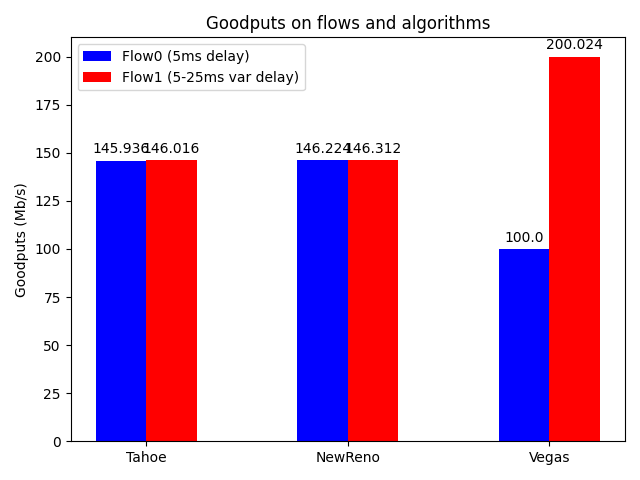 Goodputs on flows and algorithms
Flow0 (5ms delay)
Flow1 (5-25ms var delay)
Goodputs (Mb/s)
200
175
150
125
100
75
50
25
0
145.936
146.016
146.224
146.312
100.0
200.024
Tahoe
NewReno
Vegas